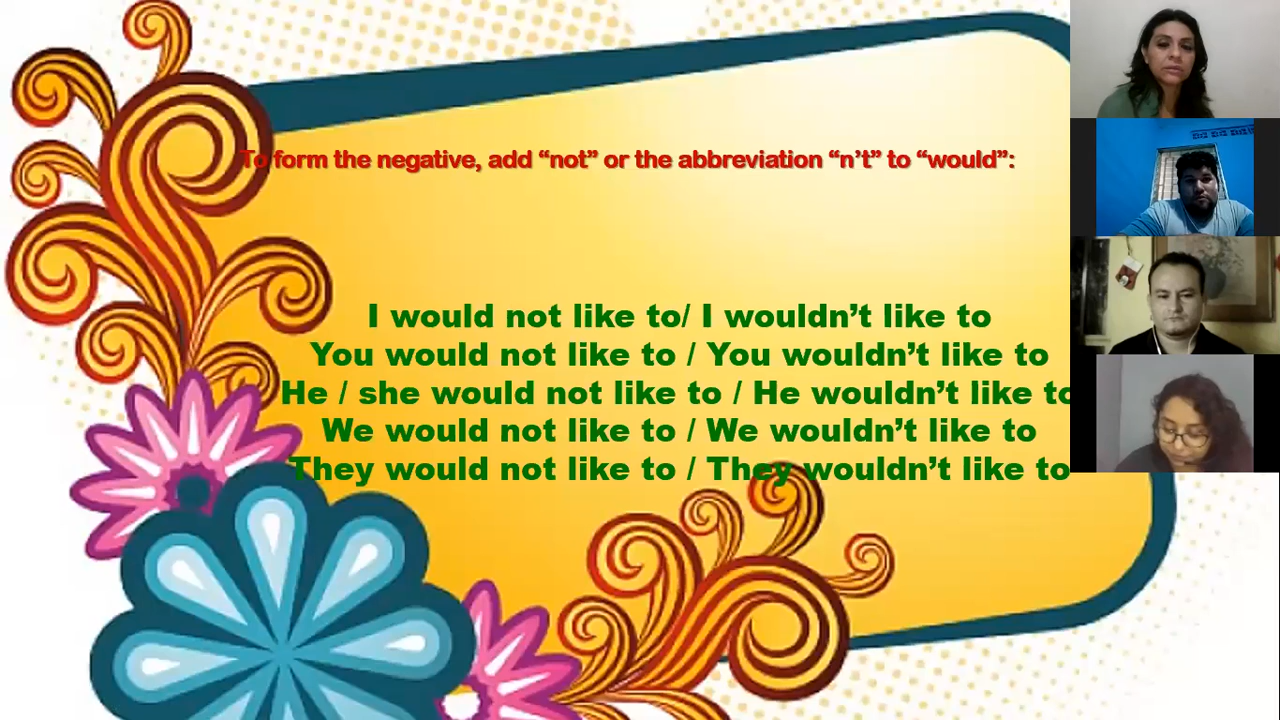 To form the negative, add “not” or the abbreviation “n’t” to “would”:
I would not like to/ I wouldn’t like to
You would not like to / You wouldn’t like to
He / she would not like to / He wouldn’t like to
We would not like to / We wouldn’t like to
They would not like to / They wouldn’t like to